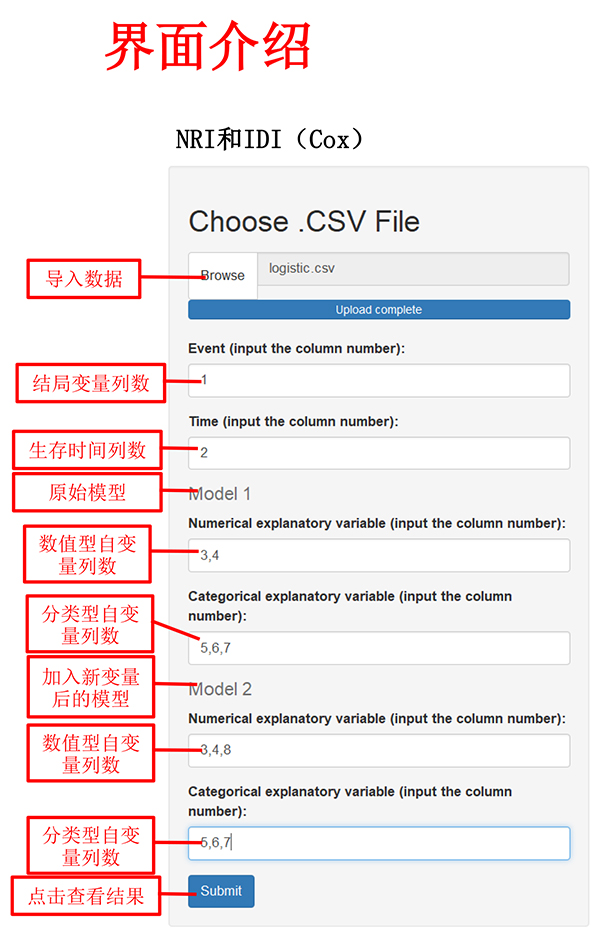 界面介绍
NRI和IDI（Cox）
Choose .CSV File
导入数据
Browse
logistic.csv
Upload complete
Event (input the column number):
结局变量列数
1
Time (input the column number):
生存时间列数
2
原始模型
Model 1
Numerical explanatory variable (input the column number):
数值型自变
量列数
3,4
Categorical explanatory variable (input the column
number):
分类型自变
量列数
5,6,7
加入新变量
后的模型
Model 2
Numerical explanatory variable (input the column number):
数值型自变
量列数
3,4,8
Categorical explanatory variable (input the column
number):
分类型自变
量列数
5,6,7
点击查看结果
Submit